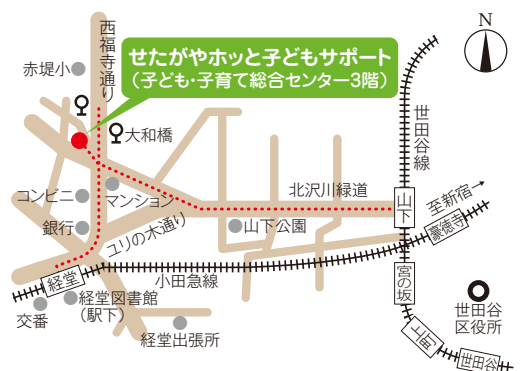 西福寺通り
N
せたがやホッと子どもサポート
(子ども・子育て総合センター3階)
赤堤小
大和橋
世田谷線
コンビニ
マンション
北沢川緑道
山下
至新宿→
銀行
ユリの木通り
山下公園
豪徳寺
経堂
小田急線
宮の坂
交番
経堂図書館
(駅下)
世田谷
区役所
経堂出張所
上町
世田谷